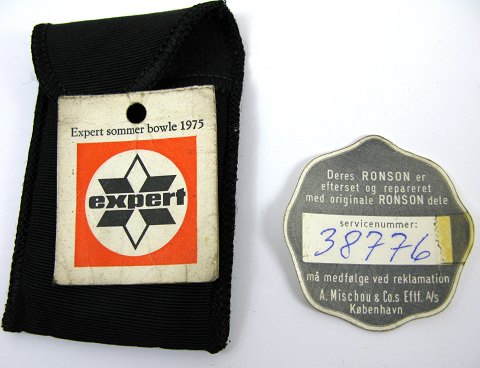 Expert sommer bowle 1975
expert
Deres RONSON er
efterset og repareret
med originale RONSON dele
servicenummer:
38776
må medfølge ved reklamation
A. Mischou & Co.s Eftf. A/s
København